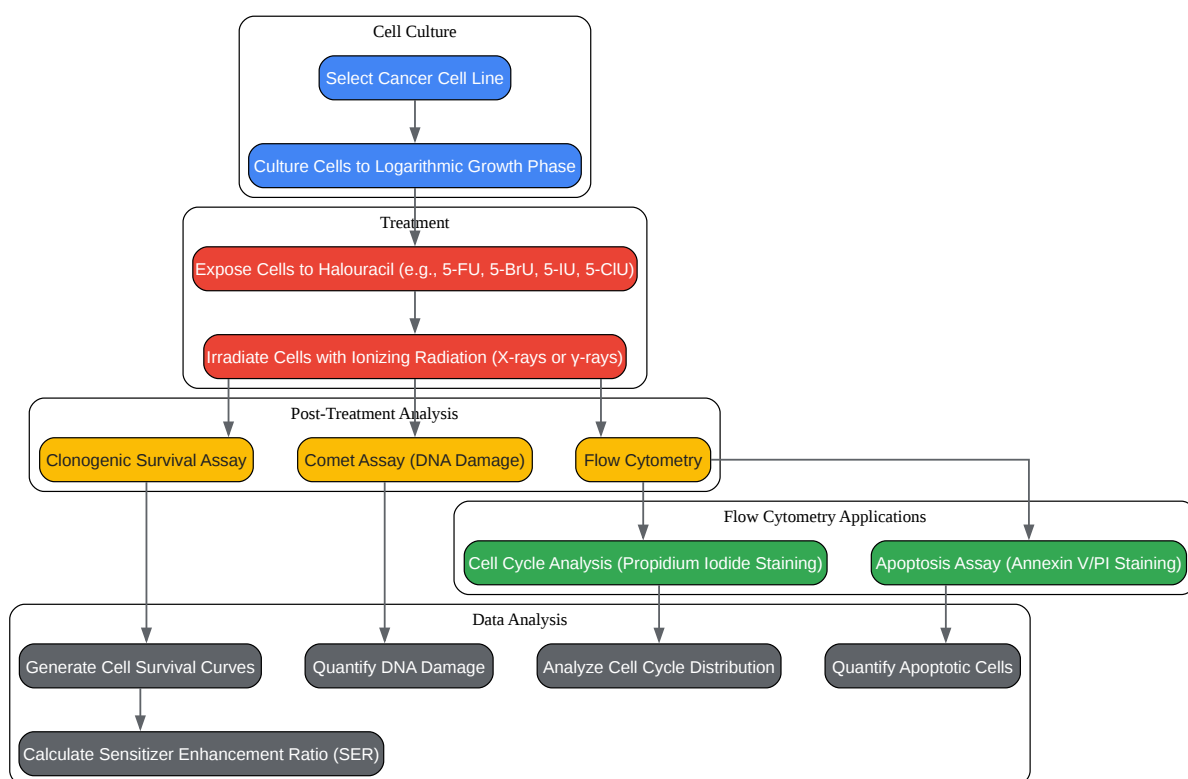 Cell Culture
Select Cancer Cell Line
Culture Cells to Logarithmic Growth Phase
Treatment
Expose Cells to Halouracil (e.g., 5-FU, 5-BrU, 5-IU, 5-ClU)
Irradiate Cells with Ionizing Radiation (X-rays or γ-rays)
Post-Treatment Analysis
Clonogenic Survival Assay
Comet Assay (DNA Damage)
Flow Cytometry
Flow Cytometry Applications
Cell Cycle Analysis (Propidium Iodide Staining)
Apoptosis Assay (Annexin V/PI Staining)
Data Analysis
Generate Cell Survival Curves
Quantify DNA Damage
Analyze Cell Cycle Distribution
Quantify Apoptotic Cells
Calculate Sensitizer Enhancement Ratio (SER)